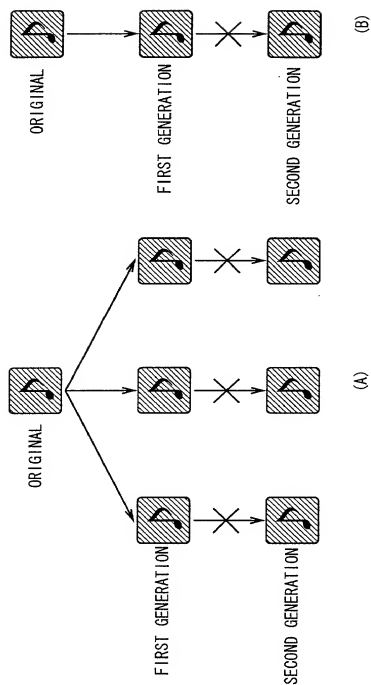 ORIGINAL
FIRST GENERATION
SECOND GENERATION
(A)
ORIGINAL
FIRST GENERATION
SECOND GENERATION
(B)